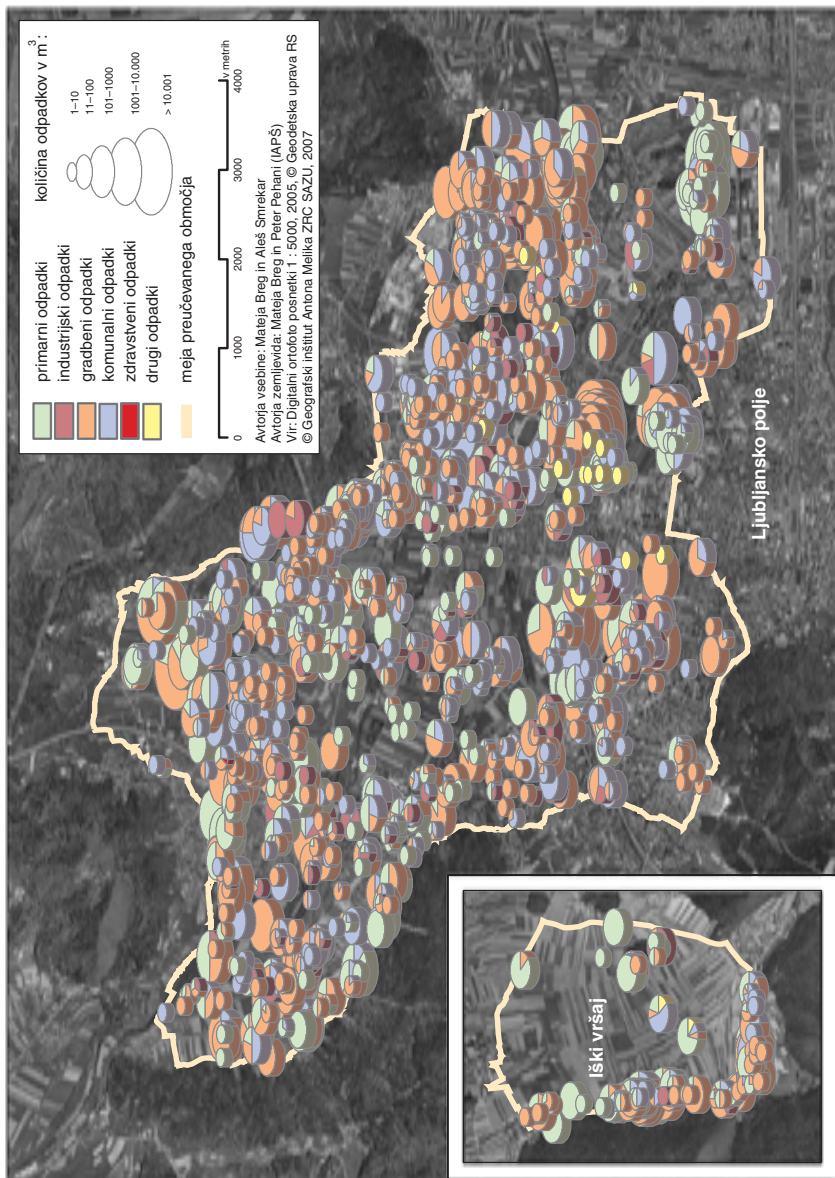 primarni odpadki
industrijski odpadki
gradbeni odpadki
komunalni odpadki
zdravstveni odpadki
drugi odpadki
meja preučevanega območja
količina odpadkov v m³:
1–10
11–100
101–1000
1001–10.000
> 10.001
0
1000
2000
3000
4000
v metrih
Avtorja vsebine: Mateja Breg in Aleš Smrekar
Avtorja zemljevida: Mateja Breg in Peter Pehani (IAPŠ)
Vir: Digitalni ortofoto posnetki 1 : 5000, 2005, © Geodetska uprava RS
© Geografski inštitut Antona Melika ZRC SAZU, 2007
Ljubljansko polje
Iški vršaj